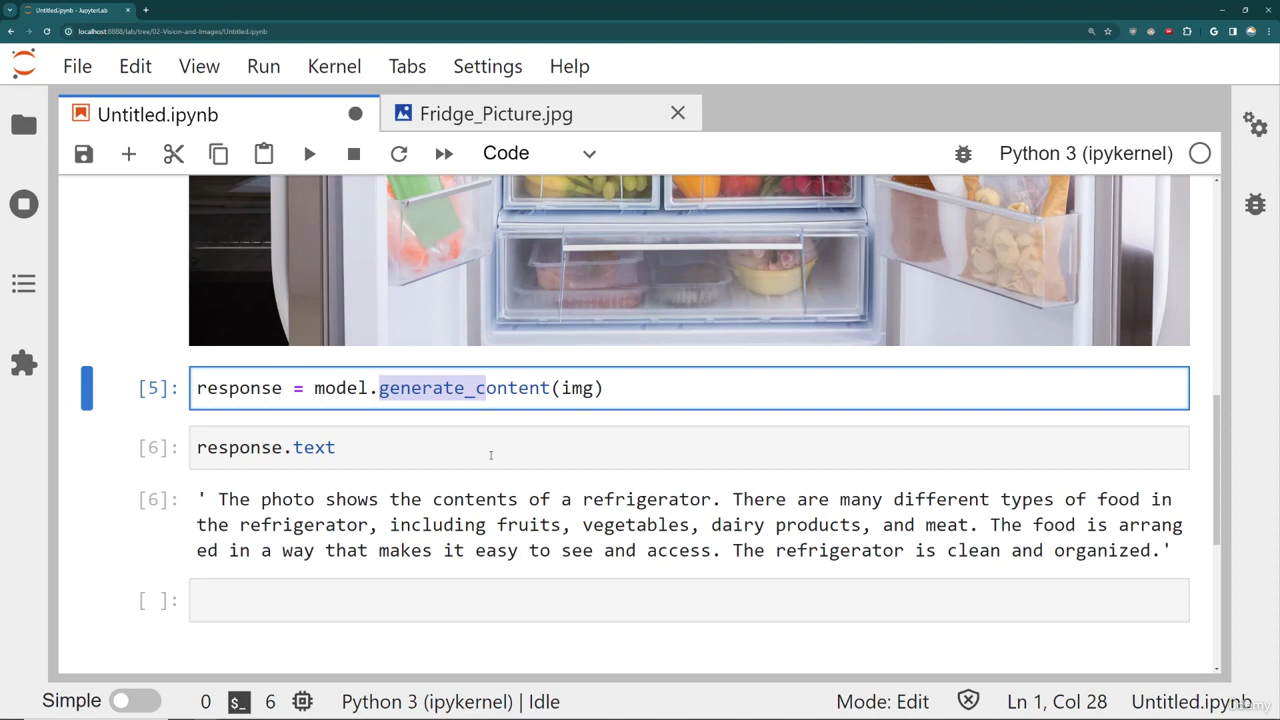 Untitled.ipynb - JupyterLab
localhost:8888/lab/tree/02-Vision-and-Images/Untitled.ipynb
File Edit View Run Kernel Tabs Settings Help
Untitled.ipynb Fridge_Picture.jpg
Code Python 3 (ipykernel)
[5]: response = model.generate_content(img)
[6]: response.text
[6]: ' The photo shows the contents of a refrigerator. There are many different types of food in
the refrigerator, including fruits, vegetables, dairy products, and meat. The food is arrang
ed in a way that makes it easy to see and access. The refrigerator is clean and organized.'
[ ]:
Simple 0 $_ 6 Python 3 (ipykernel) | Idle Mode: Edit Ln 1, Col 28 Untitled.ipynb
Udemy